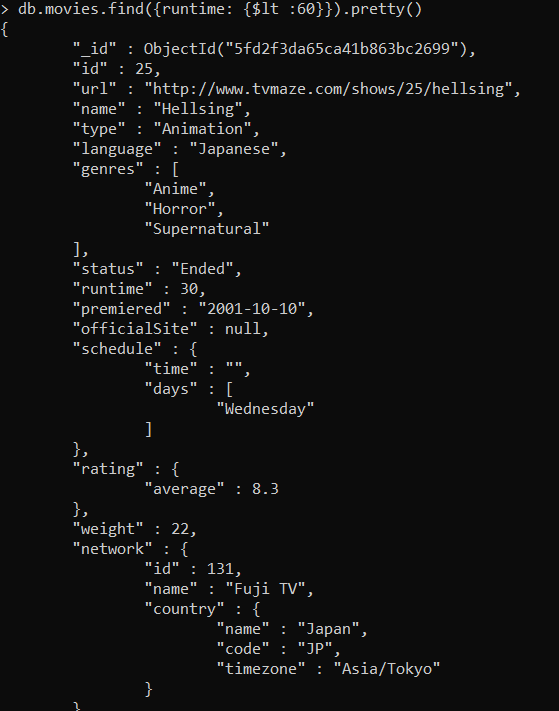 > db.movies.find({runtime: {$lt :60}}).pretty()
{
"_id" : ObjectId("5fd2f3da65ca41b863bc2699"),
"id" : 25,
"url" : "http://www.tvmaze.com/shows/25/hellsing",
"name" : "Hellsing",
"type" : "Animation",
"language" : "Japanese",
"genres" : [
"Anime",
"Horror",
"Supernatural"
],
"status" : "Ended",
"runtime" : 30,
"premiered" : "2001-10-10",
"officialSite" : null,
"schedule" : {
"time" : "",
"days" : [
"Wednesday"
]
},
"rating" : {
"average" : 8.3
},
"weight" : 22,
"network" : {
"id" : 131,
"name" : "Fuji TV",
"country" : {
"name" : "Japan",
"code" : "JP",
"timezone" : "Asia/Tokyo"
}
}